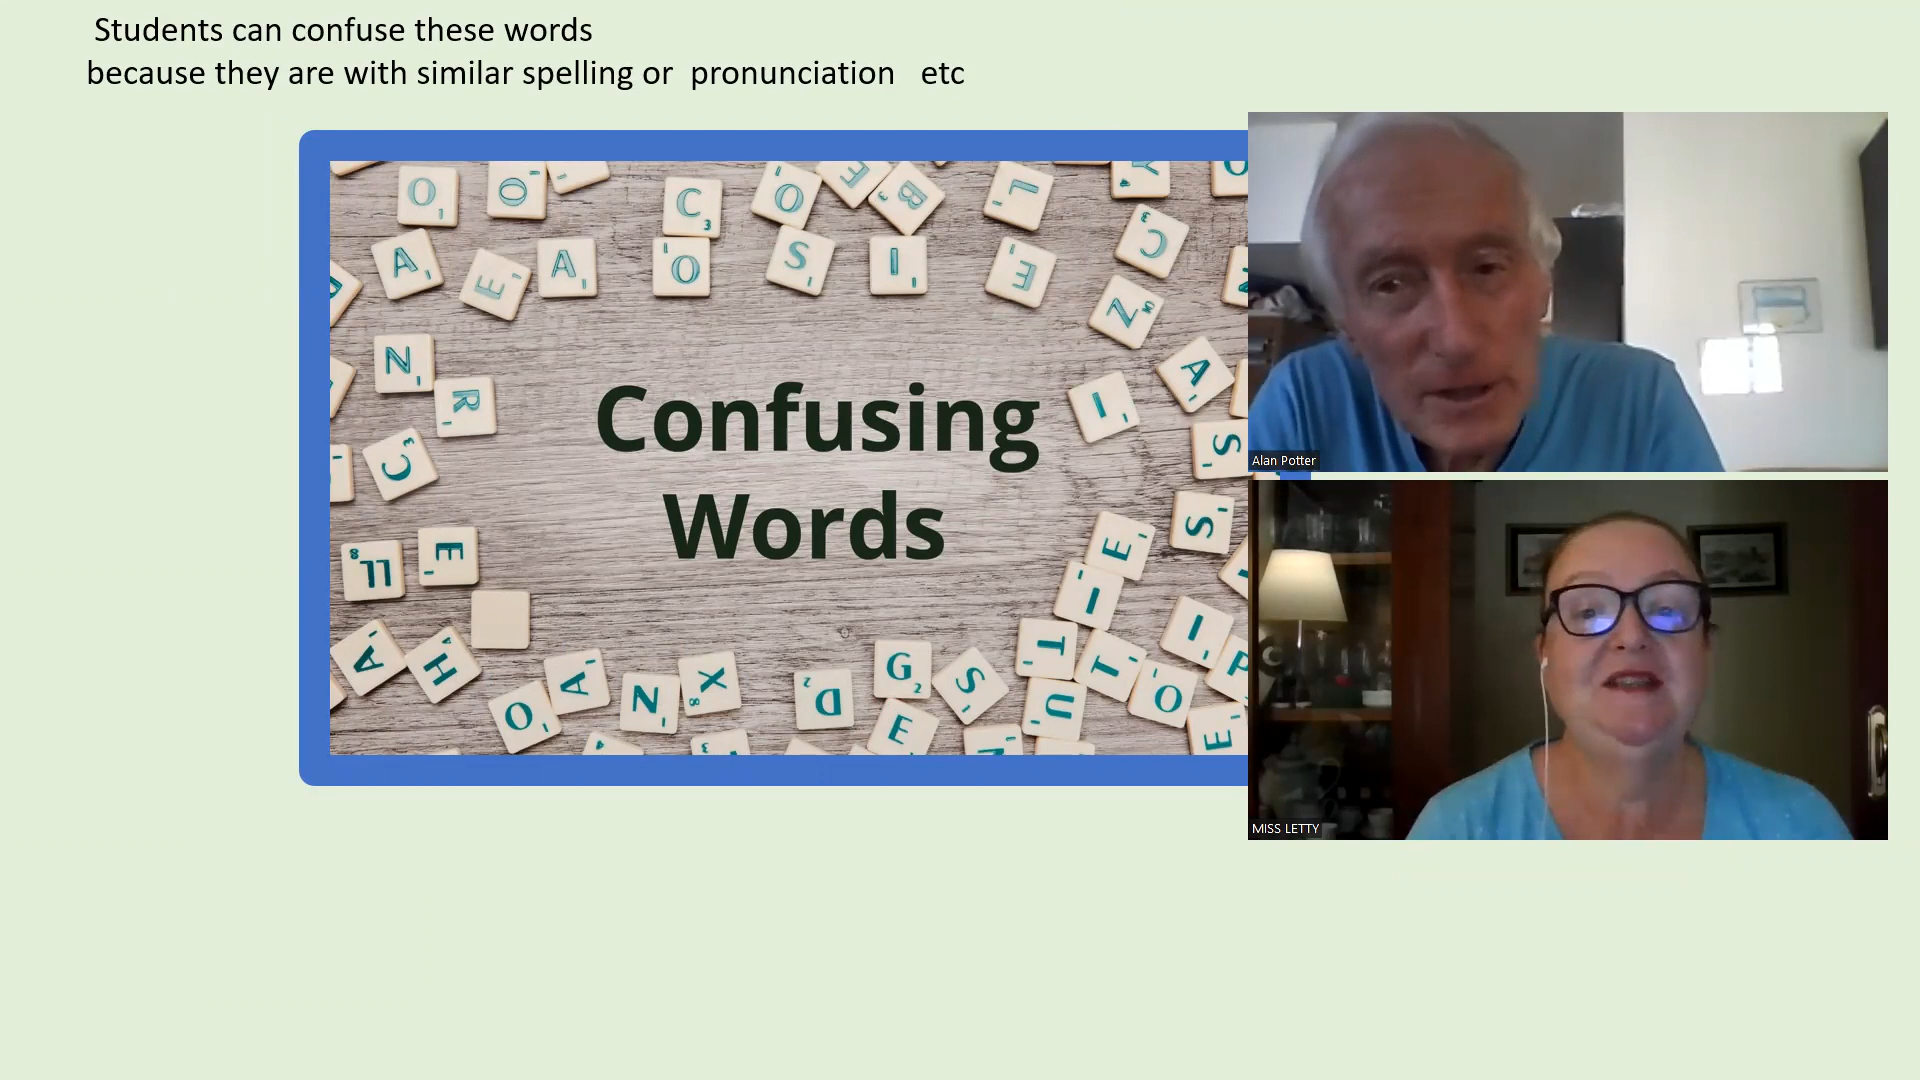 Students can confuse these words
because they are with similar spelling or pronunciation etc
Confusing
Words
Alan Potter
MISS LETTY